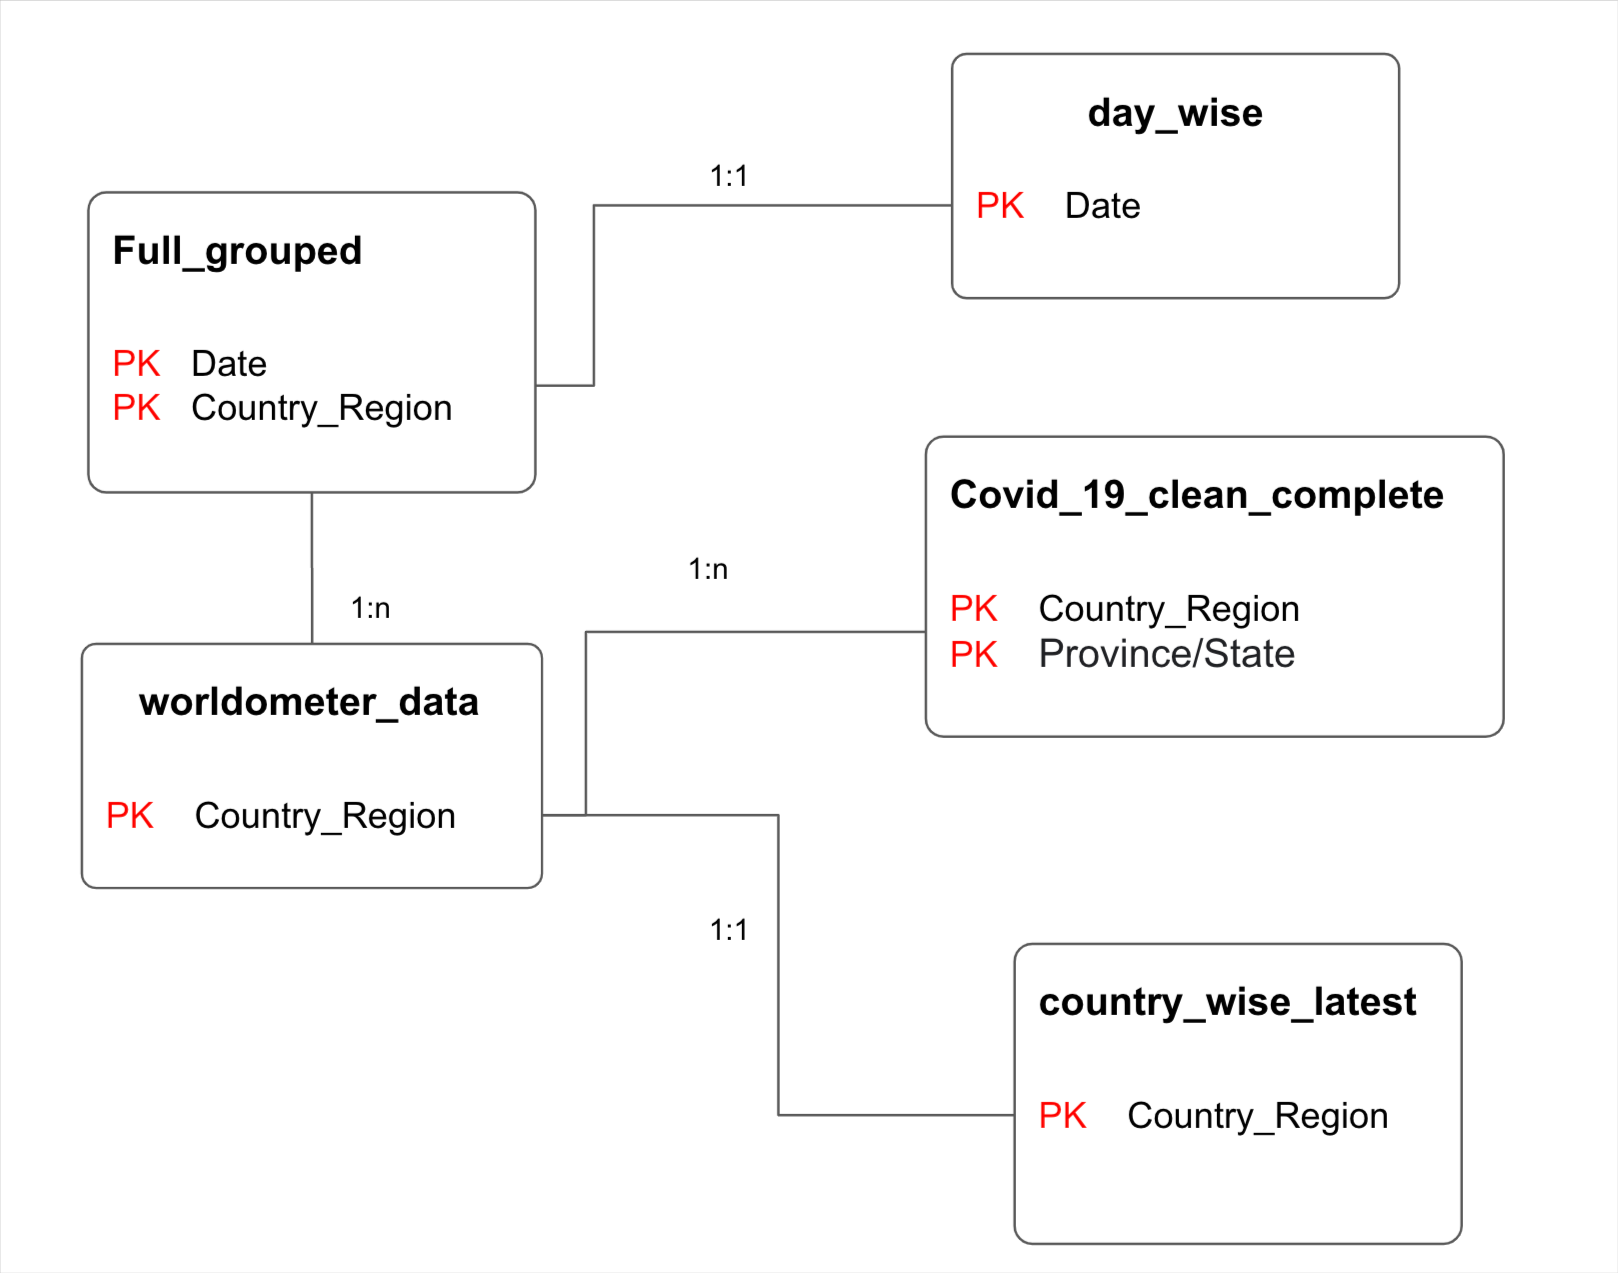 day_wise
PK Date
1:1
Full_grouped
PK Date
PK Country_Region
Covid_19_clean_complete
PK Country_Region
PK Province/State
1:n
1:n
worldometer_data
PK Country_Region
1:1
country_wise_latest
PK Country_Region